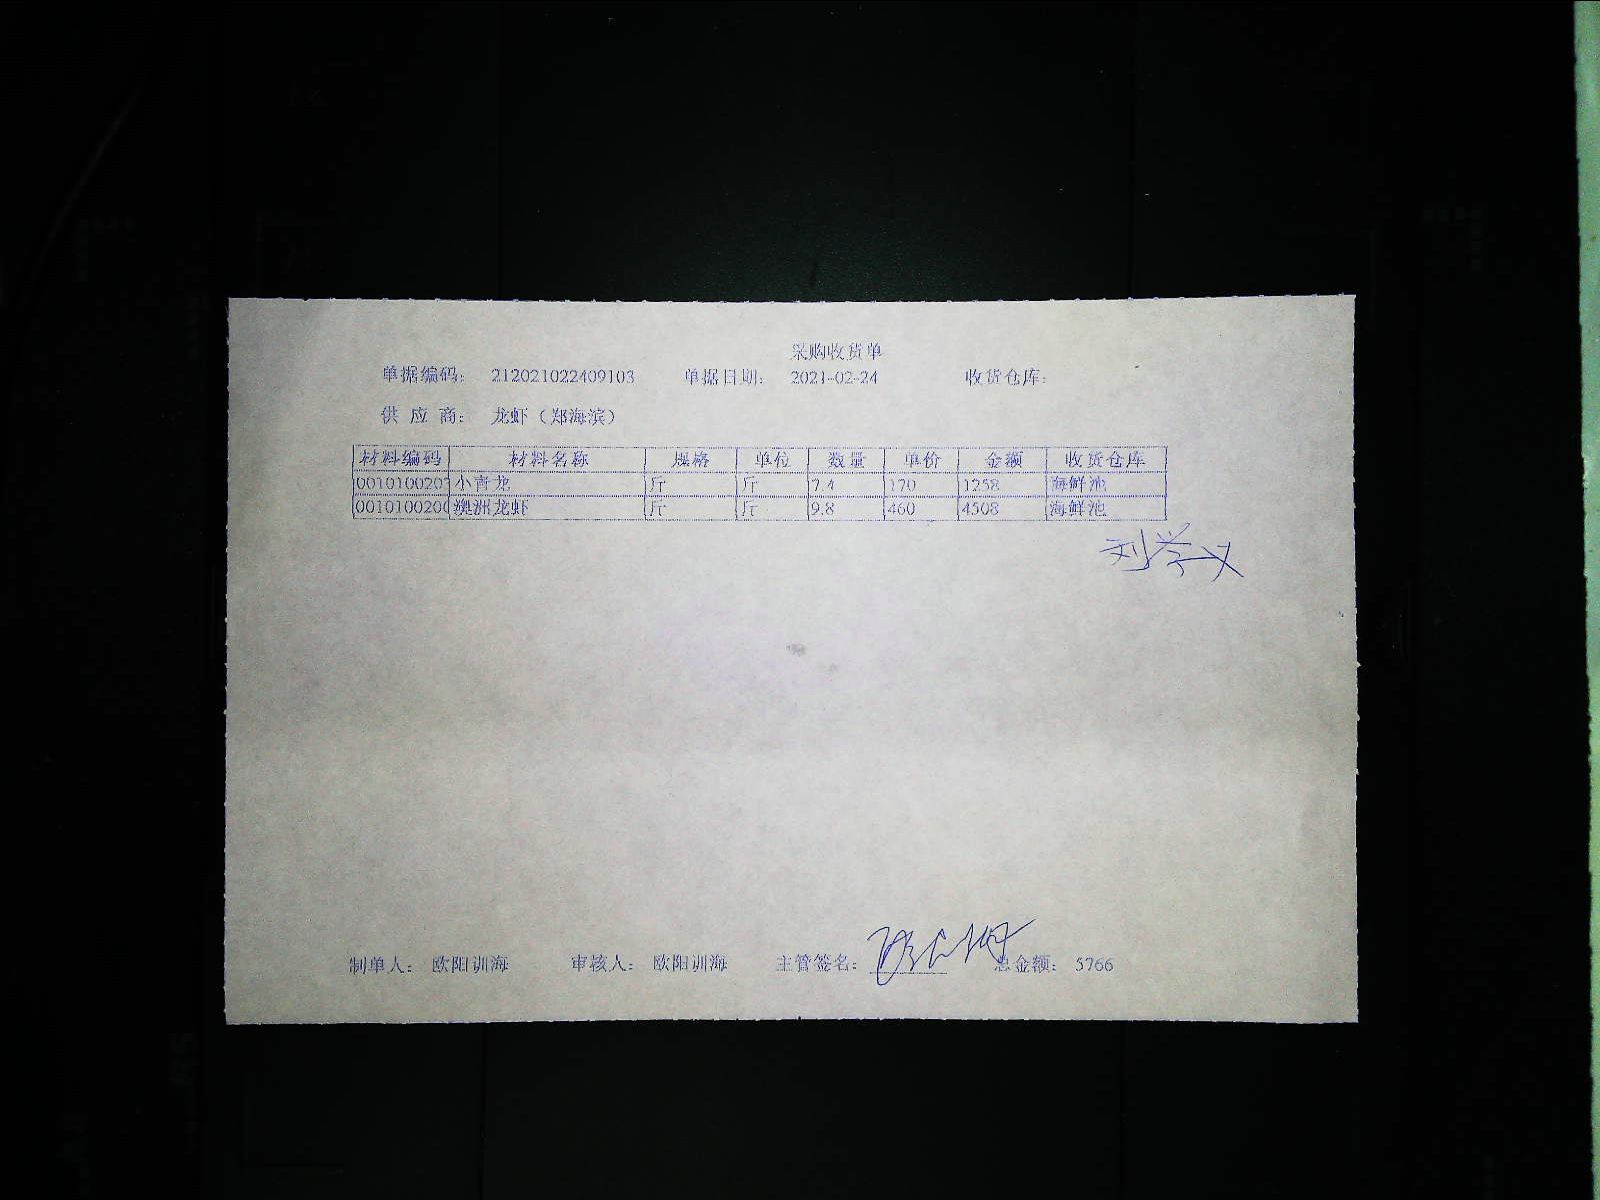 采购收货单
单据编码： 212021022409103 单据日期： 2021-02-24 收货仓库：
供 应 商： 龙虾（郑海滨）
材料编码 材料名称 规格 单位 数量 单价 金额 收货仓库
0010100203 小青龙 斤 斤 7.4 170 1258 海鲜池
0010100200 澳洲龙虾 斤 斤 9.8 460 4508 海鲜池
刘学义
制单人： 欧阳训海 审核人： 欧阳训海 主管签名： 总金额： 5766